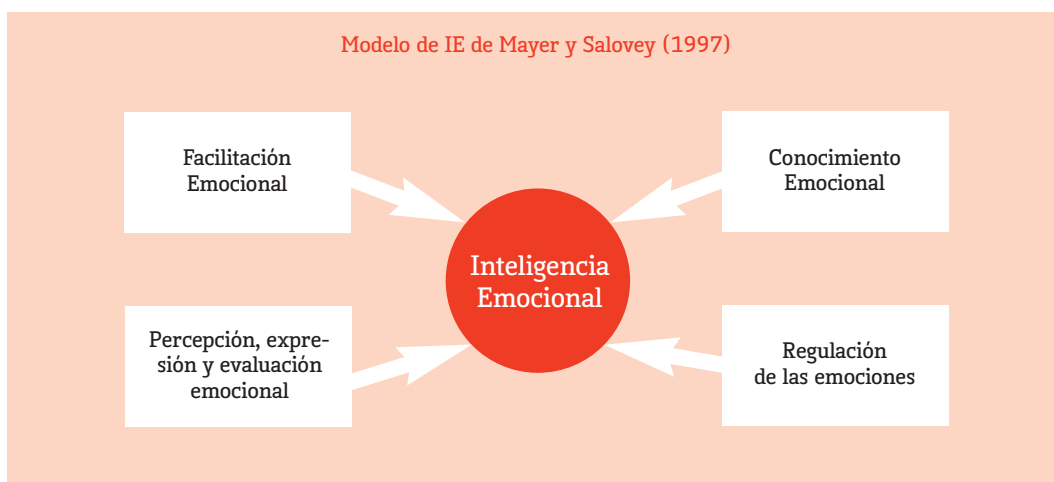 Modelo de IE de Mayer y Salovey (1997)
Facilitación
Emocional
Conocimiento
Emocional
Inteligencia
Emocional
Percepción, expre-
sión y evaluación
emocional
Regulación
de las emociones